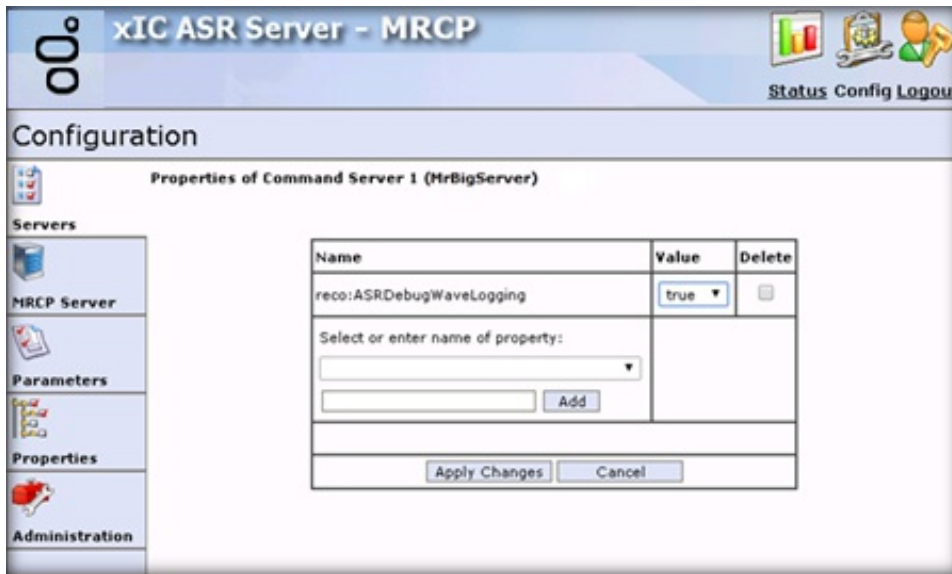 xIC ASR Server - MRCP
Status Config Logou
Configuration
Properties of Command Server 1 (MrBigServer)
Servers
MRCP Server
Parameters
Properties
Administration
Name Value Delete
reco:ASRDebugWaveLogging true
Select or enter name of property:
Add
Apply Changes Cancel